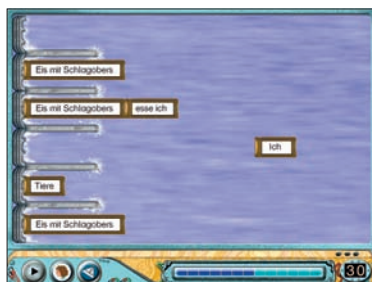 Eis mit Schlagobers
Eis mit Schlagobers esse ich
Ich
Tiere
Eis mit Schlagobers
30